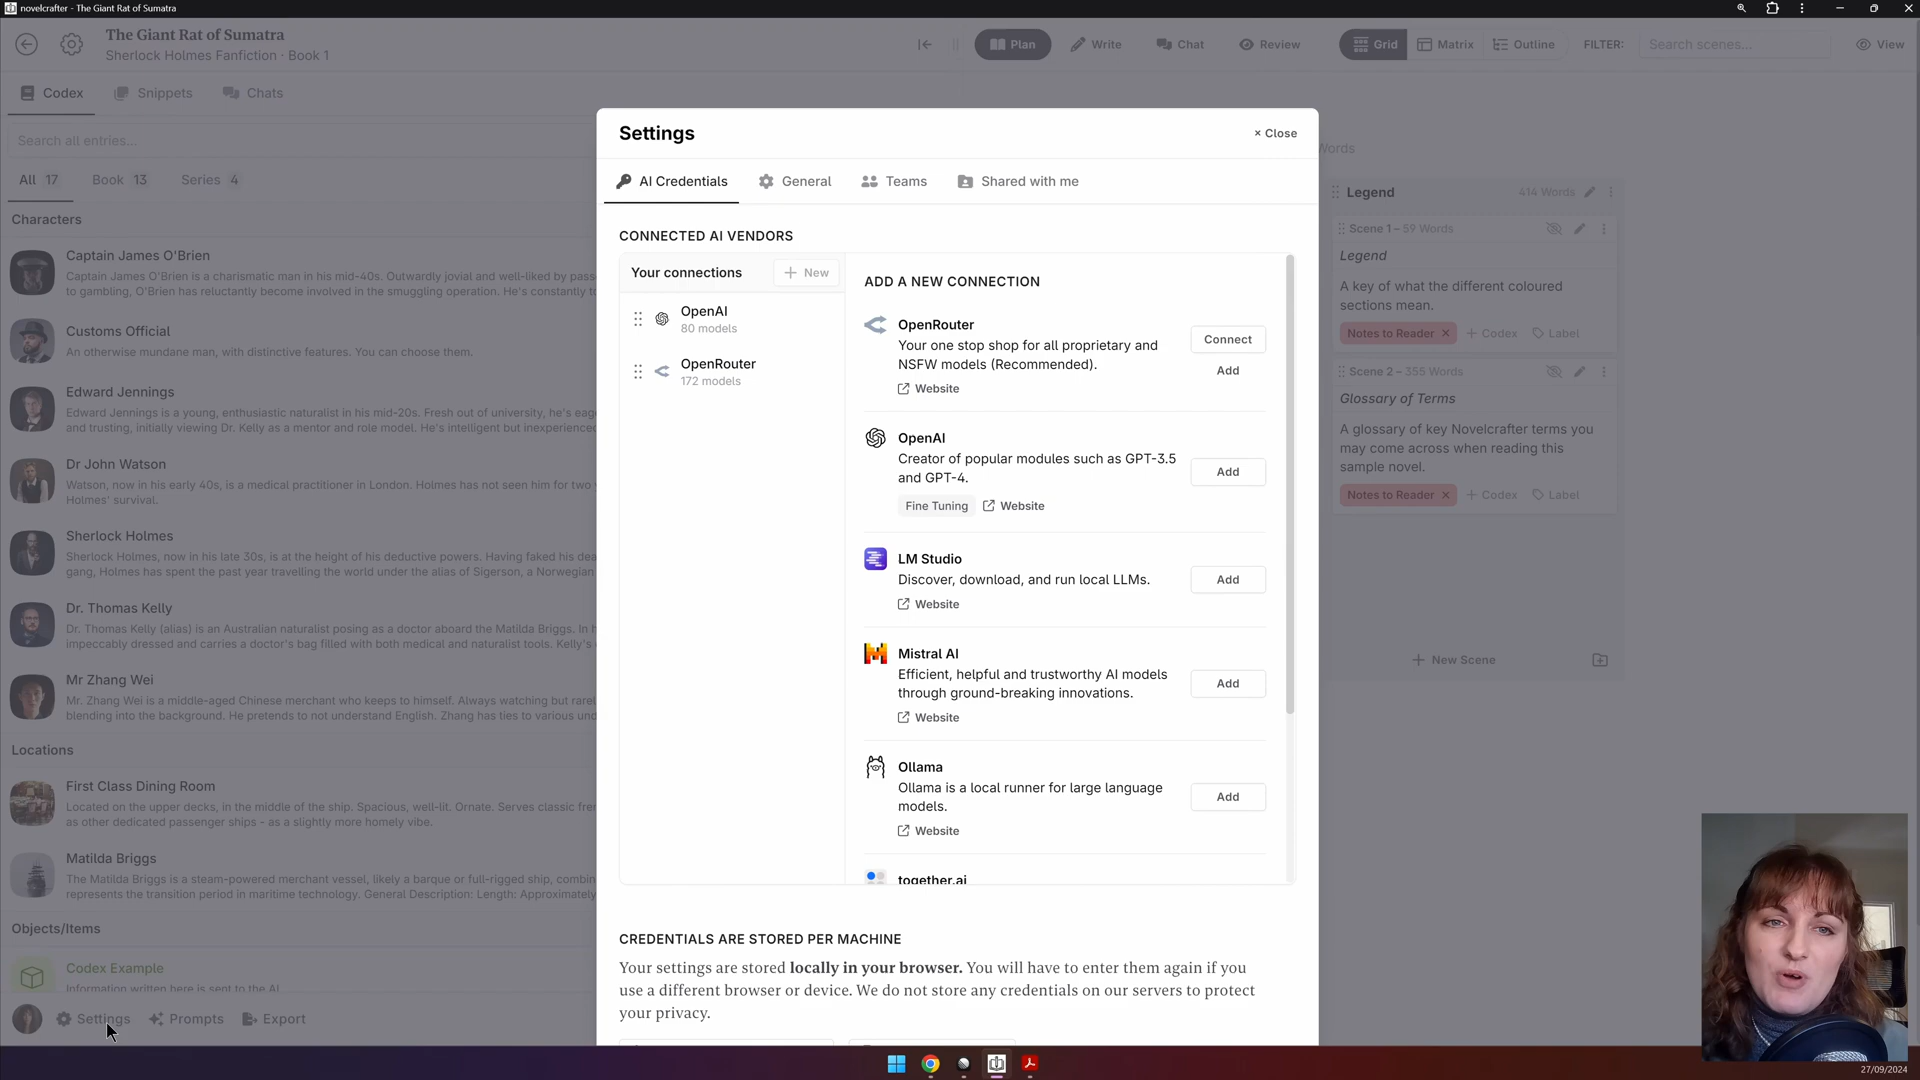 novelcrafter - The Giant Rat of Sumatra
The Giant Rat of Sumatra
Sherlock Holmes Fanfiction · Book 1
Plan
Write
Chat
Review
Grid
Matrix
Outline
FILTER:
Search scenes...
View
Codex
Snippets
Chats
Search all entries...
All 17
Book 13
Series 4
Characters
Captain James O'Brien
Captain James O'Brien is a charismatic man in his mid-40s. Outwardly jovial and well-liked by pass
to gambling, O'Brien has reluctantly become involved in the smuggling operation. He's constantly t
Customs Official
An otherwise mundane man, with distinctive features. You can choose them.
Edward Jennings
Edward Jennings is a young, enthusiastic naturalist in his mid-20s. Fresh out of university, he's eag
and trusting, initially viewing Dr. Kelly as a mentor and role model. He's intelligent but inexperienced
Dr John Watson
Watson, now in his early 40s, is a medical practitioner in London. Holmes has not seen him for two y
Holmes' survival.
Sherlock Holmes
Sherlock Holmes, now in his late 30s, is at the height of his deductive powers. Having faked his dea
gang, Holmes has spent the past year travelling the world under the alias of Sigerson, a Norwegian
Dr. Thomas Kelly
Dr. Thomas Kelly (alias) is an Australian naturalist posing as a doctor aboard the Matilda Briggs. In h
impeccably dressed and carries a doctor's bag filled with both medical and naturalist tools. Kelly's
Mr Zhang Wei
Mr. Zhang Wei is a middle-aged Chinese merchant who keeps to himself. Always watching but rarel
blending into the background. He pretends to not understand English. Zhang has ties to various und
Locations
First Class Dining Room
Located on the upper decks, in the middle of the ship. Spacious, well-lit. Ornate. Serves classic fren
as other dedicated passenger ships - as a slightly more homely vibe.
Matilda Briggs
The Matilda Briggs is a steam-powered merchant vessel, likely a barque or full-rigged ship, combin
represents the transition period in maritime technology. General Description: Length: Approximately
Objects/Items
Codex Example
Information written here is sent to the AI
Settings
Prompts
Export
Settings
× Close
AI Credentials
General
Teams
Shared with me
CONNECTED AI VENDORS
Your connections
+ New
OpenAI
80 models
OpenRouter
172 models
ADD A NEW CONNECTION
OpenRouter
Your one stop shop for all proprietary and
NSFW models (Recommended).
Website
Connect
Add
OpenAI
Creator of popular modules such as GPT-3.5
and GPT-4.
Fine Tuning
Website
Add
LM Studio
Discover, download, and run local LLMs.
Website
Add
Mistral AI
Efficient, helpful and trustworthy AI models
through ground-breaking innovations.
Website
Add
Ollama
Ollama is a local runner for large language
models.
Website
Add
together.ai
CREDENTIALS ARE STORED PER MACHINE
Your settings are stored locally in your browser. You will have to enter them again if you
use a different browser or device. We do not store any credentials on our servers to protect
your privacy.
Words
Legend
414 Words
Scene 1 – 59 Words
Legend
A key of what the different coloured
sections mean.
Notes to Reader ×
+ Codex
Label
Scene 2 – 355 Words
Glossary of Terms
A glossary of key Novelcrafter terms you
may come across when reading this
sample novel.
Notes to Reader ×
+ Codex
Label
+ New Scene
27/09/2024